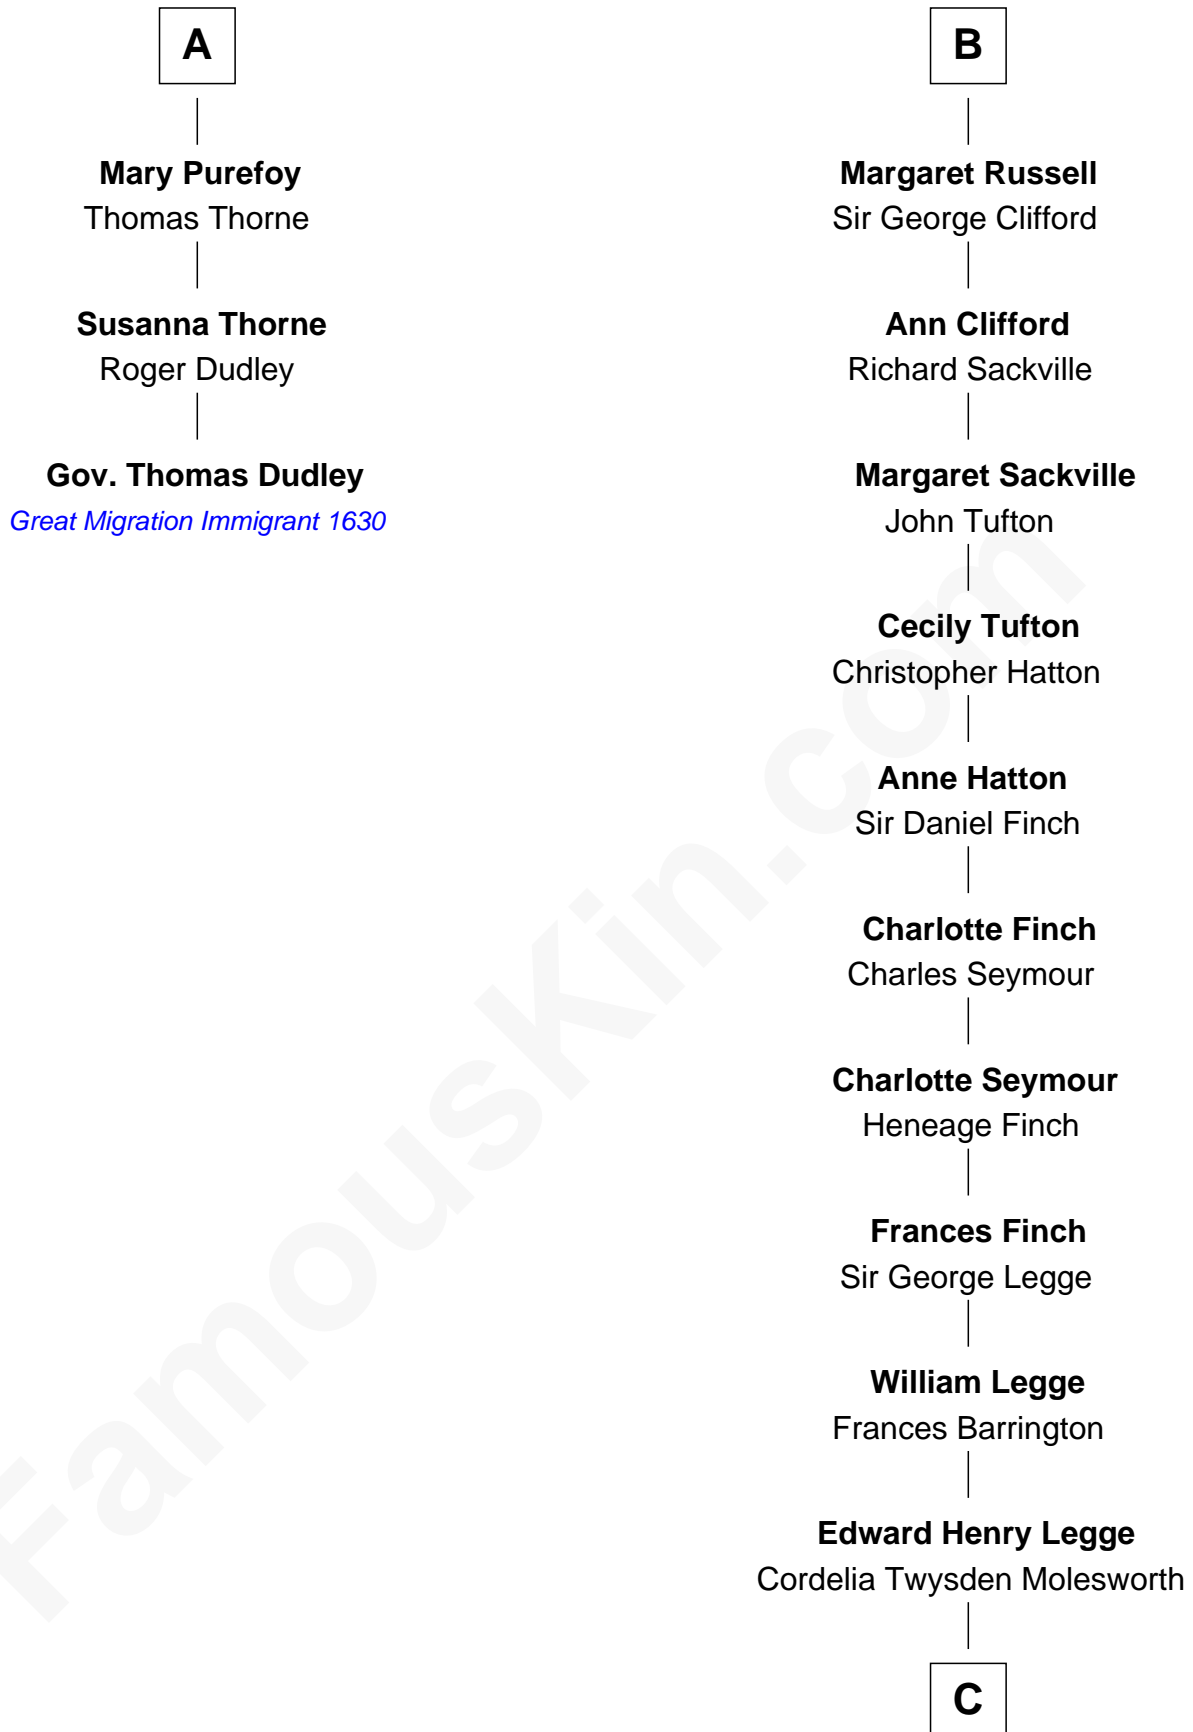 A
Mary Purefoy
Thomas Thorne
Susanna Thorne
Roger Dudley
Gov. Thomas Dudley
Great Migration Immigrant 1630
B
Margaret Russell
Sir George Clifford
Ann Clifford
Richard Sackville
Margaret Sackville
John Tufton
Cecily Tufton
Christopher Hatton
Anne Hatton
Sir Daniel Finch
Charlotte Finch
Charles Seymour
Charlotte Seymour
Heneage Finch
Frances Finch
Sir George Legge
William Legge
Frances Barrington
Edward Henry Legge
Cordelia Twysden Molesworth
C
FamousKin.com